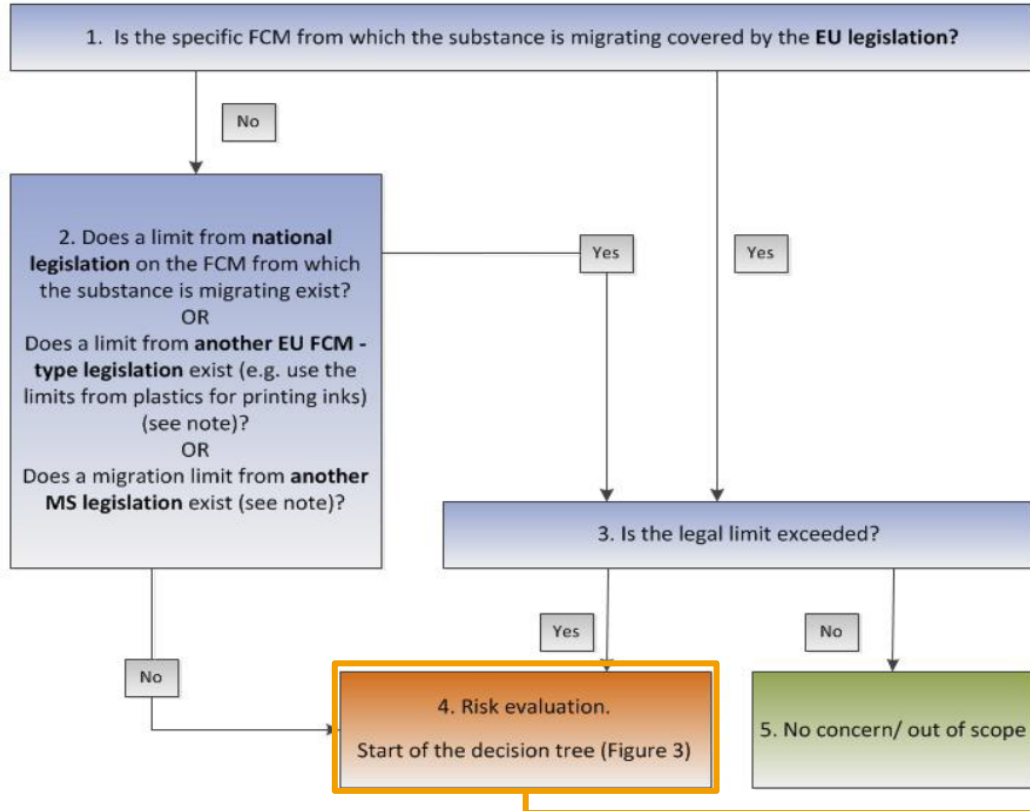 1. Is the specific FCM from which the substance is migrating covered by the EU legislation?
No
2. Does a limit from national
legislation on the FCM from which
the substance is migrating exist?
OR
Does a limit from another EU FCM -
type legislation exist (e.g. use the
limits from plastics for printing inks)
(see note)?
OR
Does a migration limit from another
MS legislation exist (see note)?
Yes
Yes
3. Is the legal limit exceeded?
Yes
No
No
4. Risk evaluation.
Start of the decision tree (Figure 3)
5. No concern/ out of scope